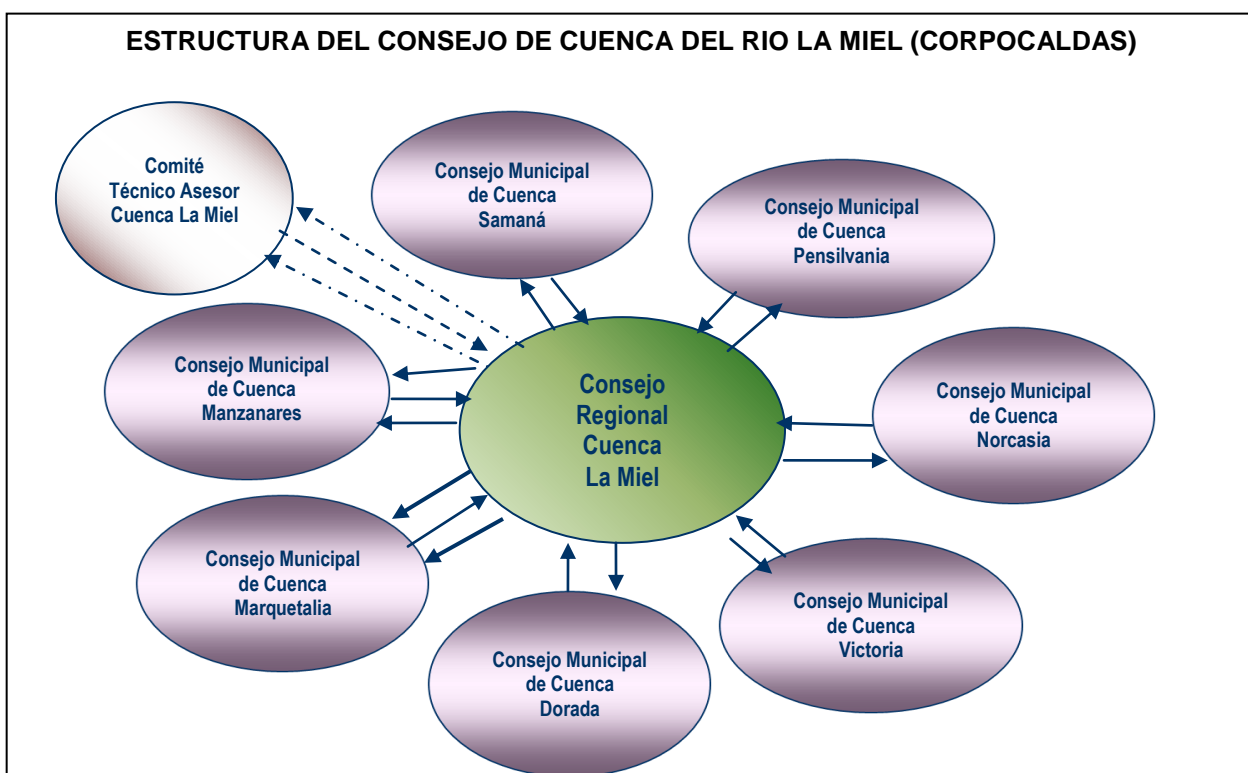 ESTRUCTURA DEL CONSEJO DE CUENCA DEL RIO LA MIEL (CORPOCALDAS)
Comité
Técnico Asesor
Cuenca La Miel
Consejo Municipal
de Cuenca
Samaná
Consejo Municipal
de Cuenca
Pensilvania
Consejo Municipal
de Cuenca
Manzanares
Consejo
Regional
Cuenca
La Miel
Consejo Municipal
de Cuenca
Norcasia
Consejo Municipal
de Cuenca
Marquetalia
Consejo Municipal
de Cuenca
Dorada
Consejo Municipal
de Cuenca
Victoria